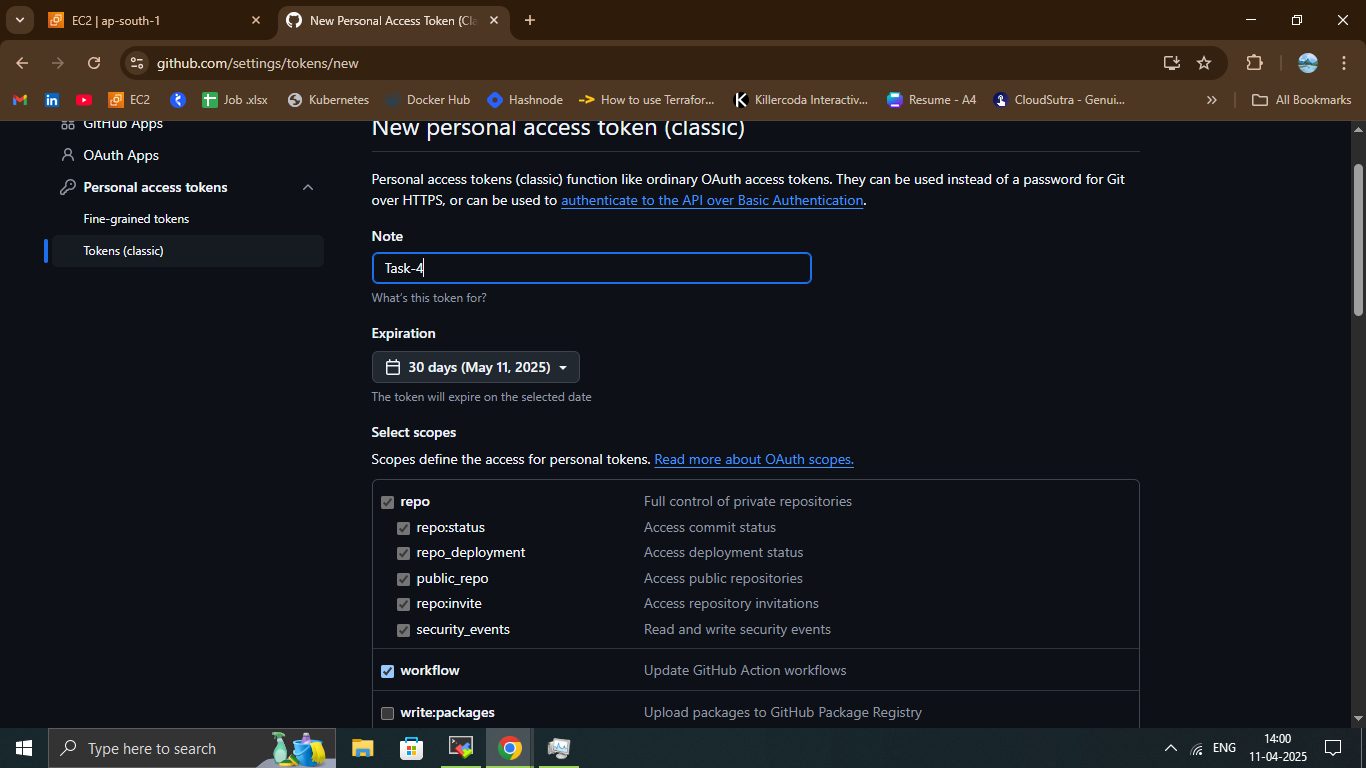 EC2 | ap-south-1
New Personal Access Token (Cla
github.com/settings/tokens/new
EC2
Job .xlsx
Kubernetes
Docker Hub
Hashnode
How to use Terrafor...
Killercoda Interactiv...
Resume - A4
CloudSutra - Genui...
All Bookmarks
GitHub Apps
OAuth Apps
Personal access tokens
Fine-grained tokens
Tokens (classic)
New personal access token (classic)
Personal access tokens (classic) function like ordinary OAuth access tokens. They can be used instead of a password for Git
over HTTPS, or can be used to authenticate to the API over Basic Authentication.
Note
Task-4
What's this token for?
Expiration
30 days (May 11, 2025)
The token will expire on the selected date
Select scopes
Scopes define the access for personal tokens. Read more about OAuth scopes.
repo Full control of private repositories
repo:status Access commit status
repo_deployment Access deployment status
public_repo Access public repositories
repo:invite Access repository invitations
security_events Read and write security events
workflow Update GitHub Action workflows
write:packages Upload packages to GitHub Package Registry
Type here to search
ENG
14:00
11-04-2025